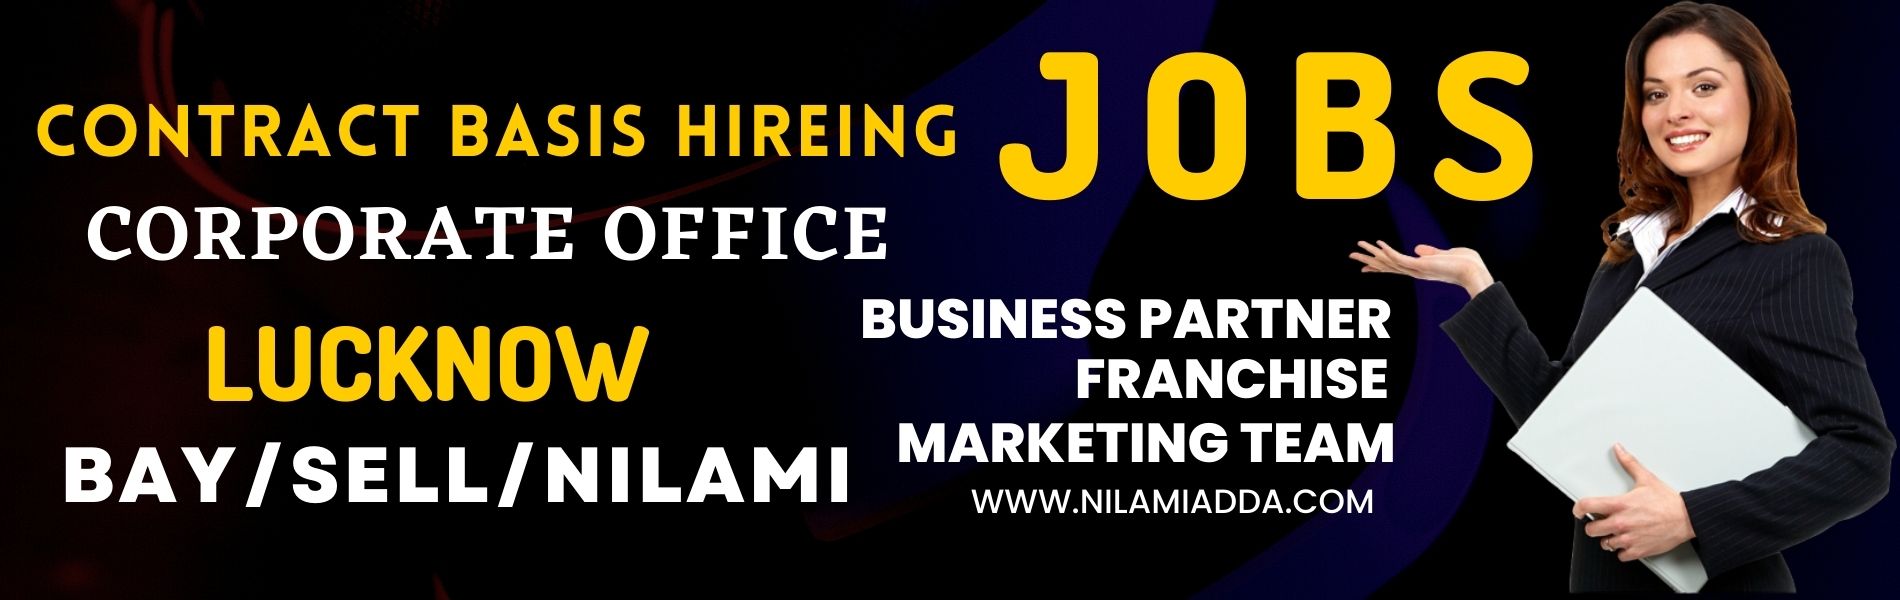 CONTRACT BASIS HIREING
CORPORATE OFFICE
LUCKNOW
BAY/SELL/NILAMI
JOBS
BUSINESS PARTNER
FRANCHISE
MARKETING TEAM
WWW.NILAMIADDA.COM